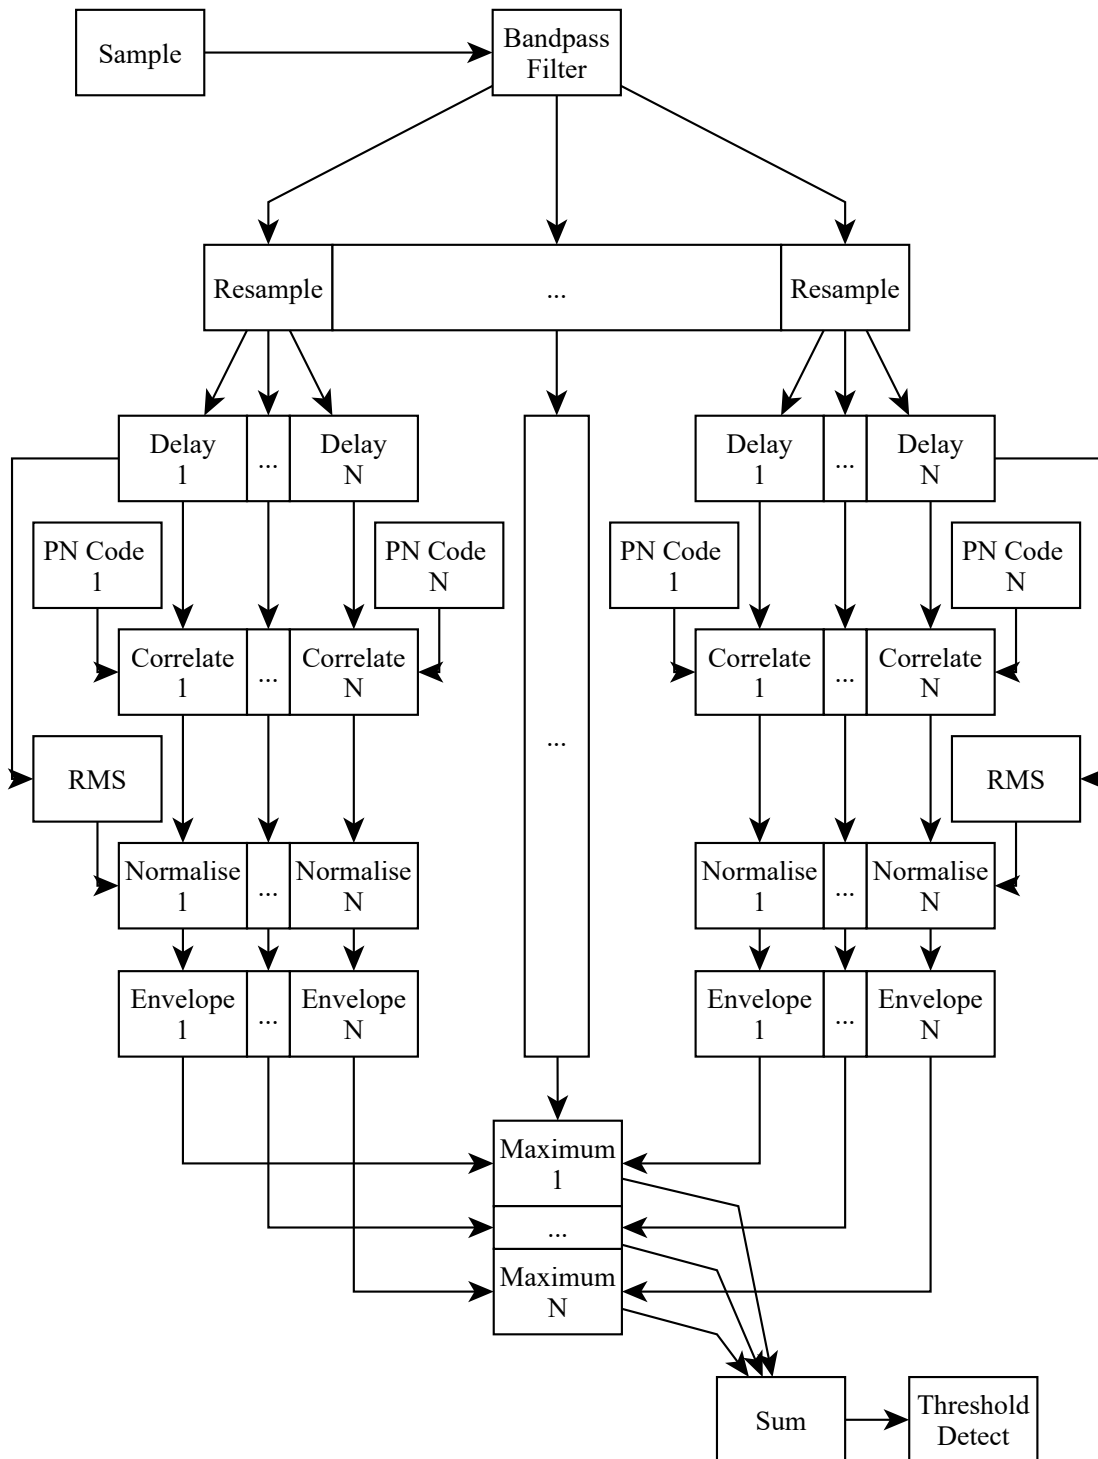 Sample
Bandpass
Filter
Resample
...
Resample
Delay
1
...
Delay
N
Delay
1
...
Delay
N
PN Code
1
PN Code
N
PN Code
1
PN Code
N
Correlate
1
...
Correlate
N
Correlate
1
...
Correlate
N
...
RMS
RMS
Normalise
1
...
Normalise
N
Normalise
1
...
Normalise
N
Envelope
1
...
Envelope
N
Envelope
1
...
Envelope
N
Maximum
1
...
Maximum
N
Sum
Threshold
Detect